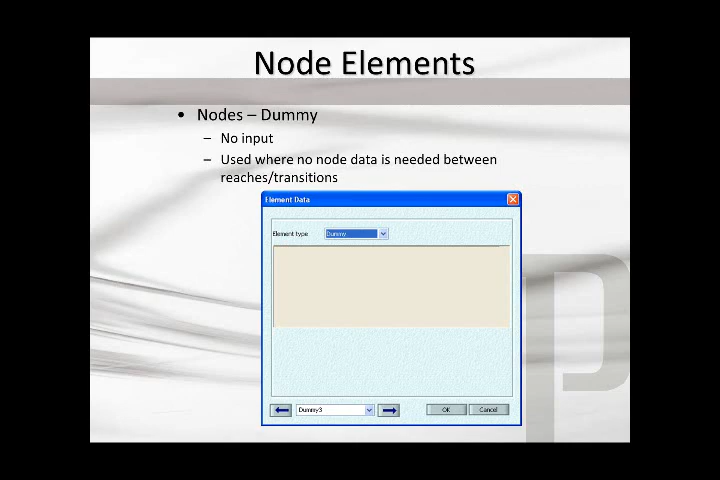 Node Elements
• Nodes – Dummy
– No input
– Used where no node data is needed between
reaches/transitions
Element Data
Element type Dummy
Dummy3 OK Cancel